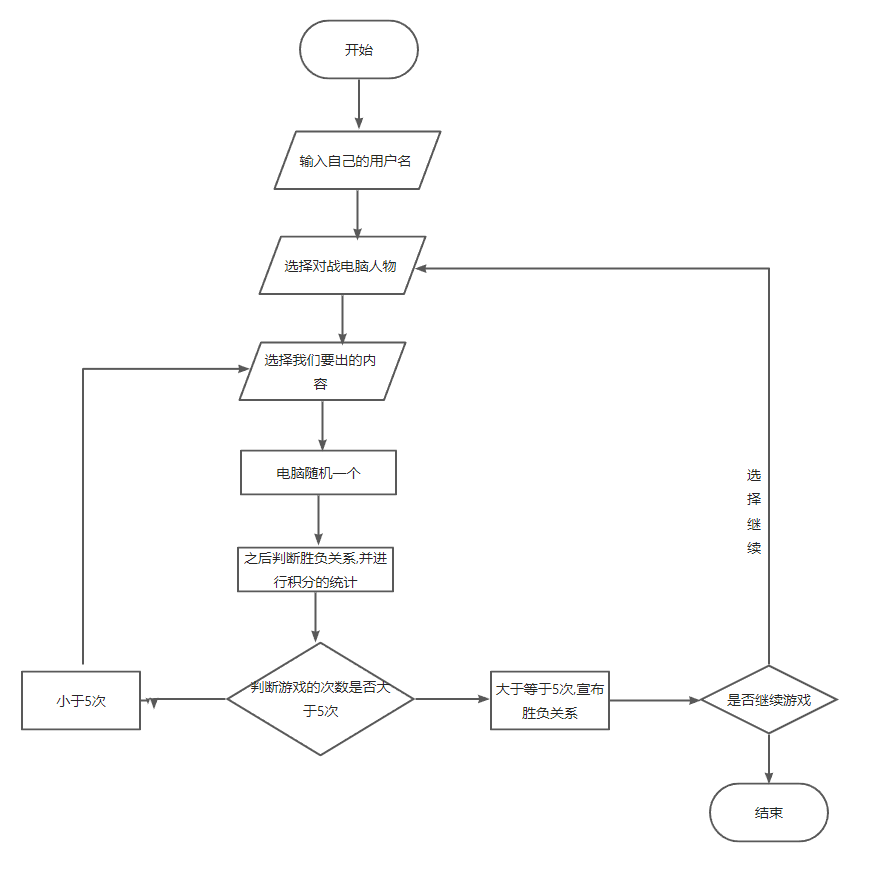 开始
输入自己的用户名
选择对战电脑人物
选择我们要出的内
容
电脑随机一个
之后判断胜负关系,并进
行积分的统计
判断游戏的次数是否大
于5次
小于5次
大于等于5次,宣布
胜负关系
是否继续游戏
选
择
继
续
结束